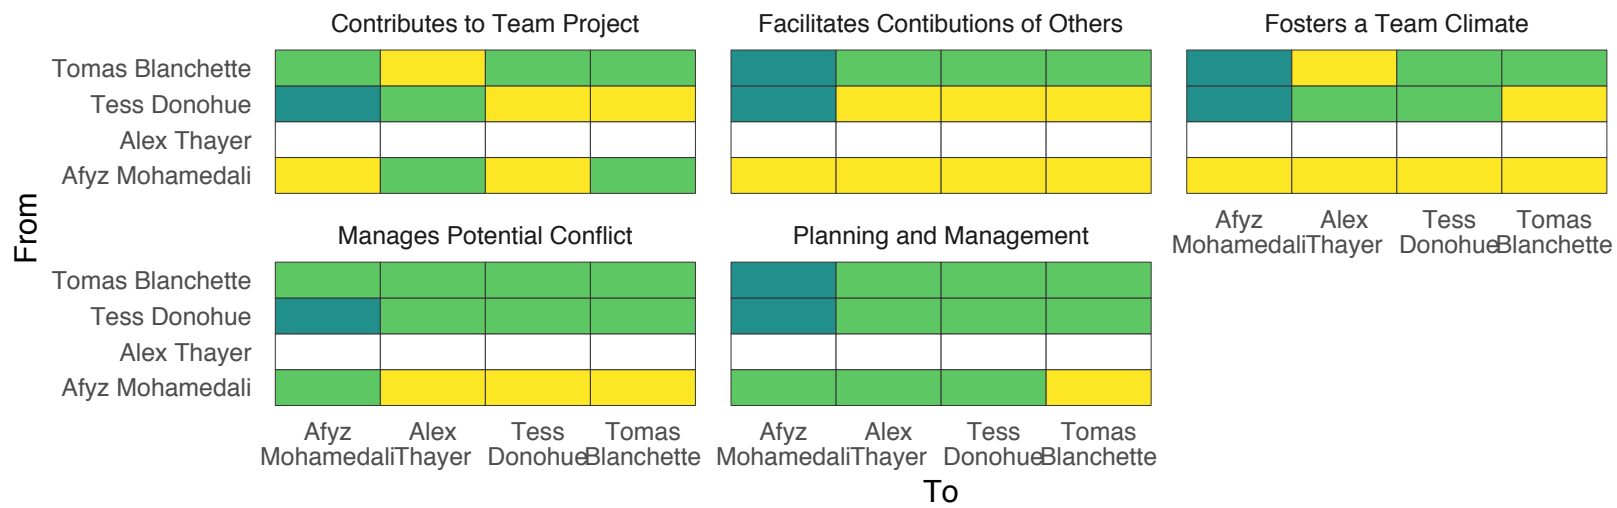 Contributes to Team Project
Facilitates Contibutions of Others
Fosters a Team Climate
Tomas Blanchette
Tess Donohue
Alex Thayer
Afyz Mohamedali
Afyz
Mohamedali
Alex
Thayer
Tess
Donohue
Tomas
Blanchette
From
Manages Potential Conflict
Planning and Management
Tomas Blanchette
Tess Donohue
Alex Thayer
Afyz Mohamedali
Afyz
Mohamedali
Alex
Thayer
Tess
Donohue
Tomas
Blanchette
Afyz
Mohamedali
Alex
Thayer
Tess
Donohue
Tomas
Blanchette
To